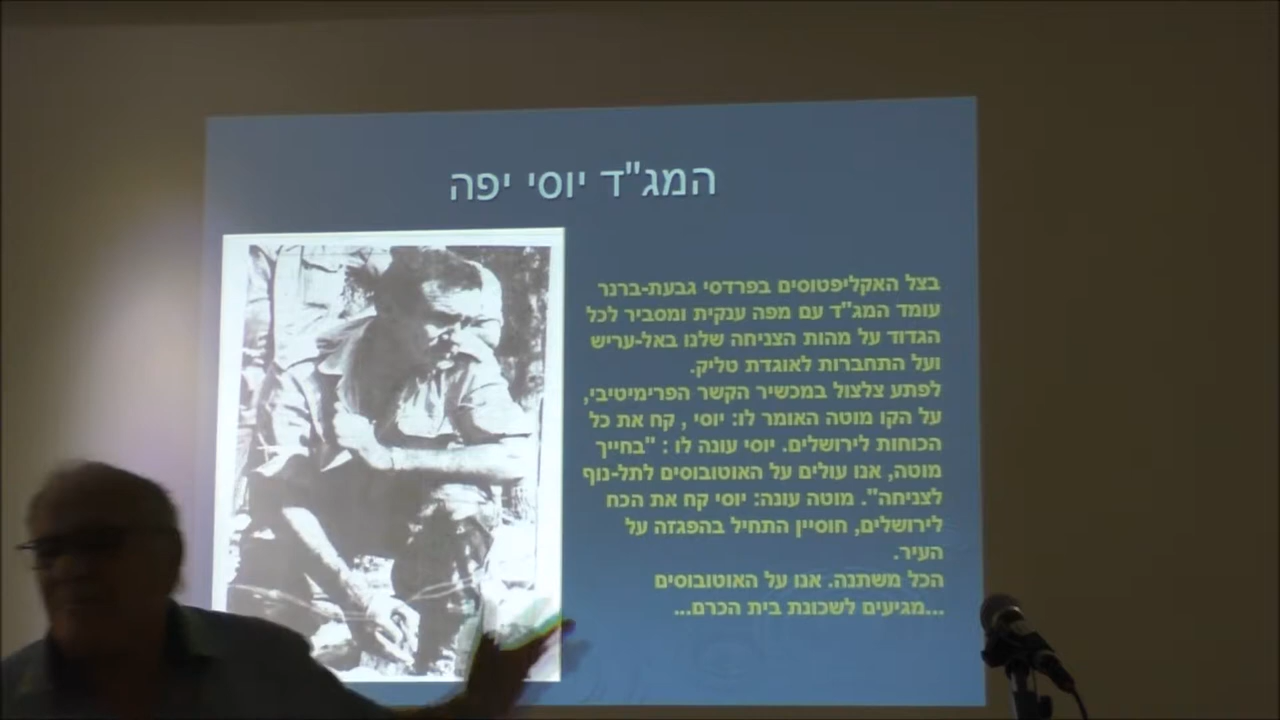 המג"ד יוסי יפה
בצל האקליפטוסים בפרדסי גבעת-ברנר
עומד המג"ד עם מפה ענקית ומסביר לכל
הגדוד על מהות הצניחה שלנו באל-עריש
ועל התחברות לאוגדת טליק.
לפתע צלצול במכשיר הקשר הפרימיטיבי,
על הקו מוטה האומר לו: יוסי , קח את כל
הכוחות לירושלים. יוסי עונה לו : "בחייך
מוטה, אנו עולים על האוטובוסים לתל-נוף
לצניחה". מוטה עונה: יוסי קח את הכח
לירושלים, חוסיין התחיל בהפגזה על
העיר.
הכל משתנה. אנו על האוטובוסים
...מגיעים לשכונת בית הכרם...